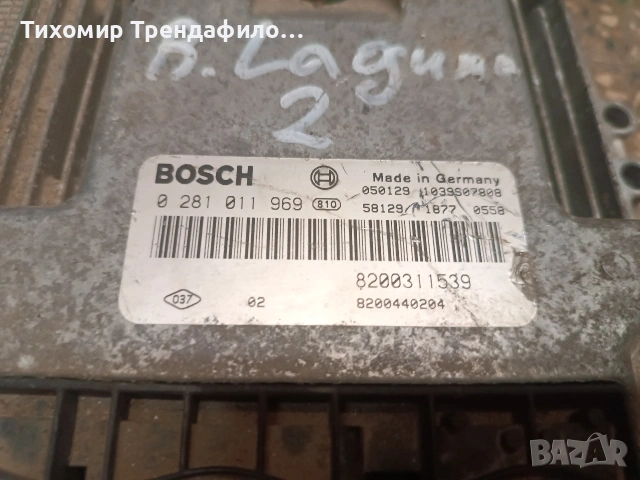 Тихомир Трендафило...
R. Laguna
2
BOSCH
Made in Germany
050129 1039S07808
0 281 011 969 810
58129 1877 0558
8200311539
037 02 8200440204
BAZAR